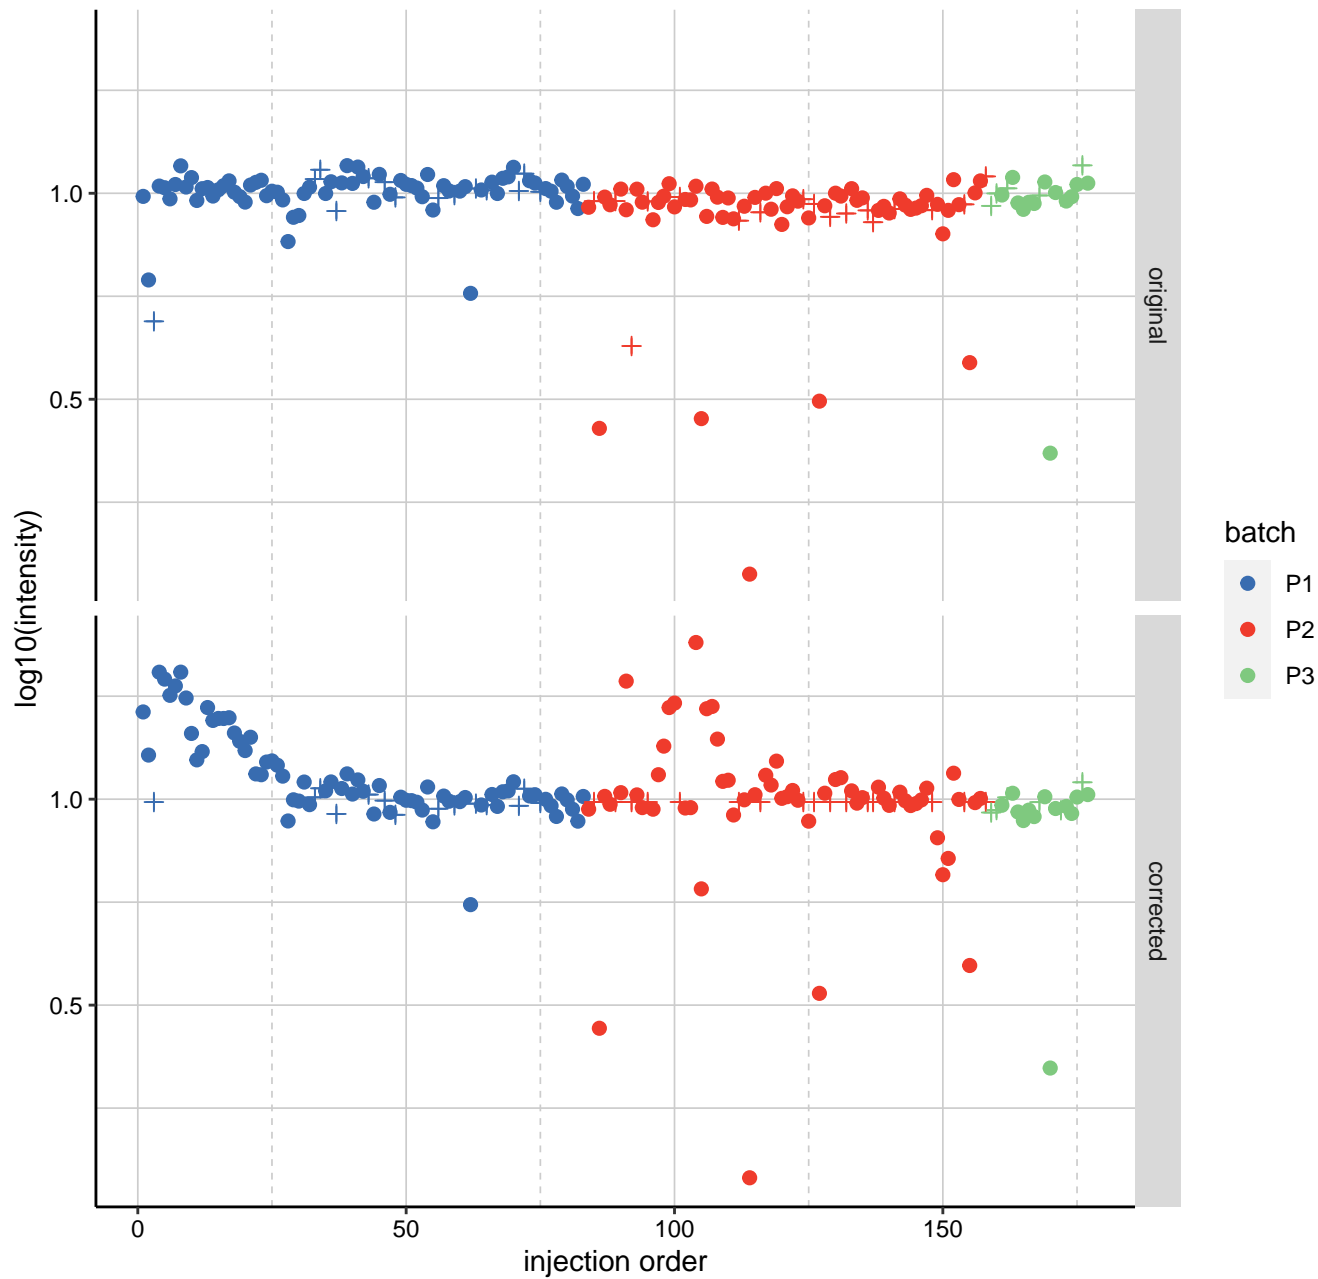 log10(intensity)
1.0
0.5
original
1.0
0.5
corrected
0
50
100
150
injection order
batch
P1
P2
P3